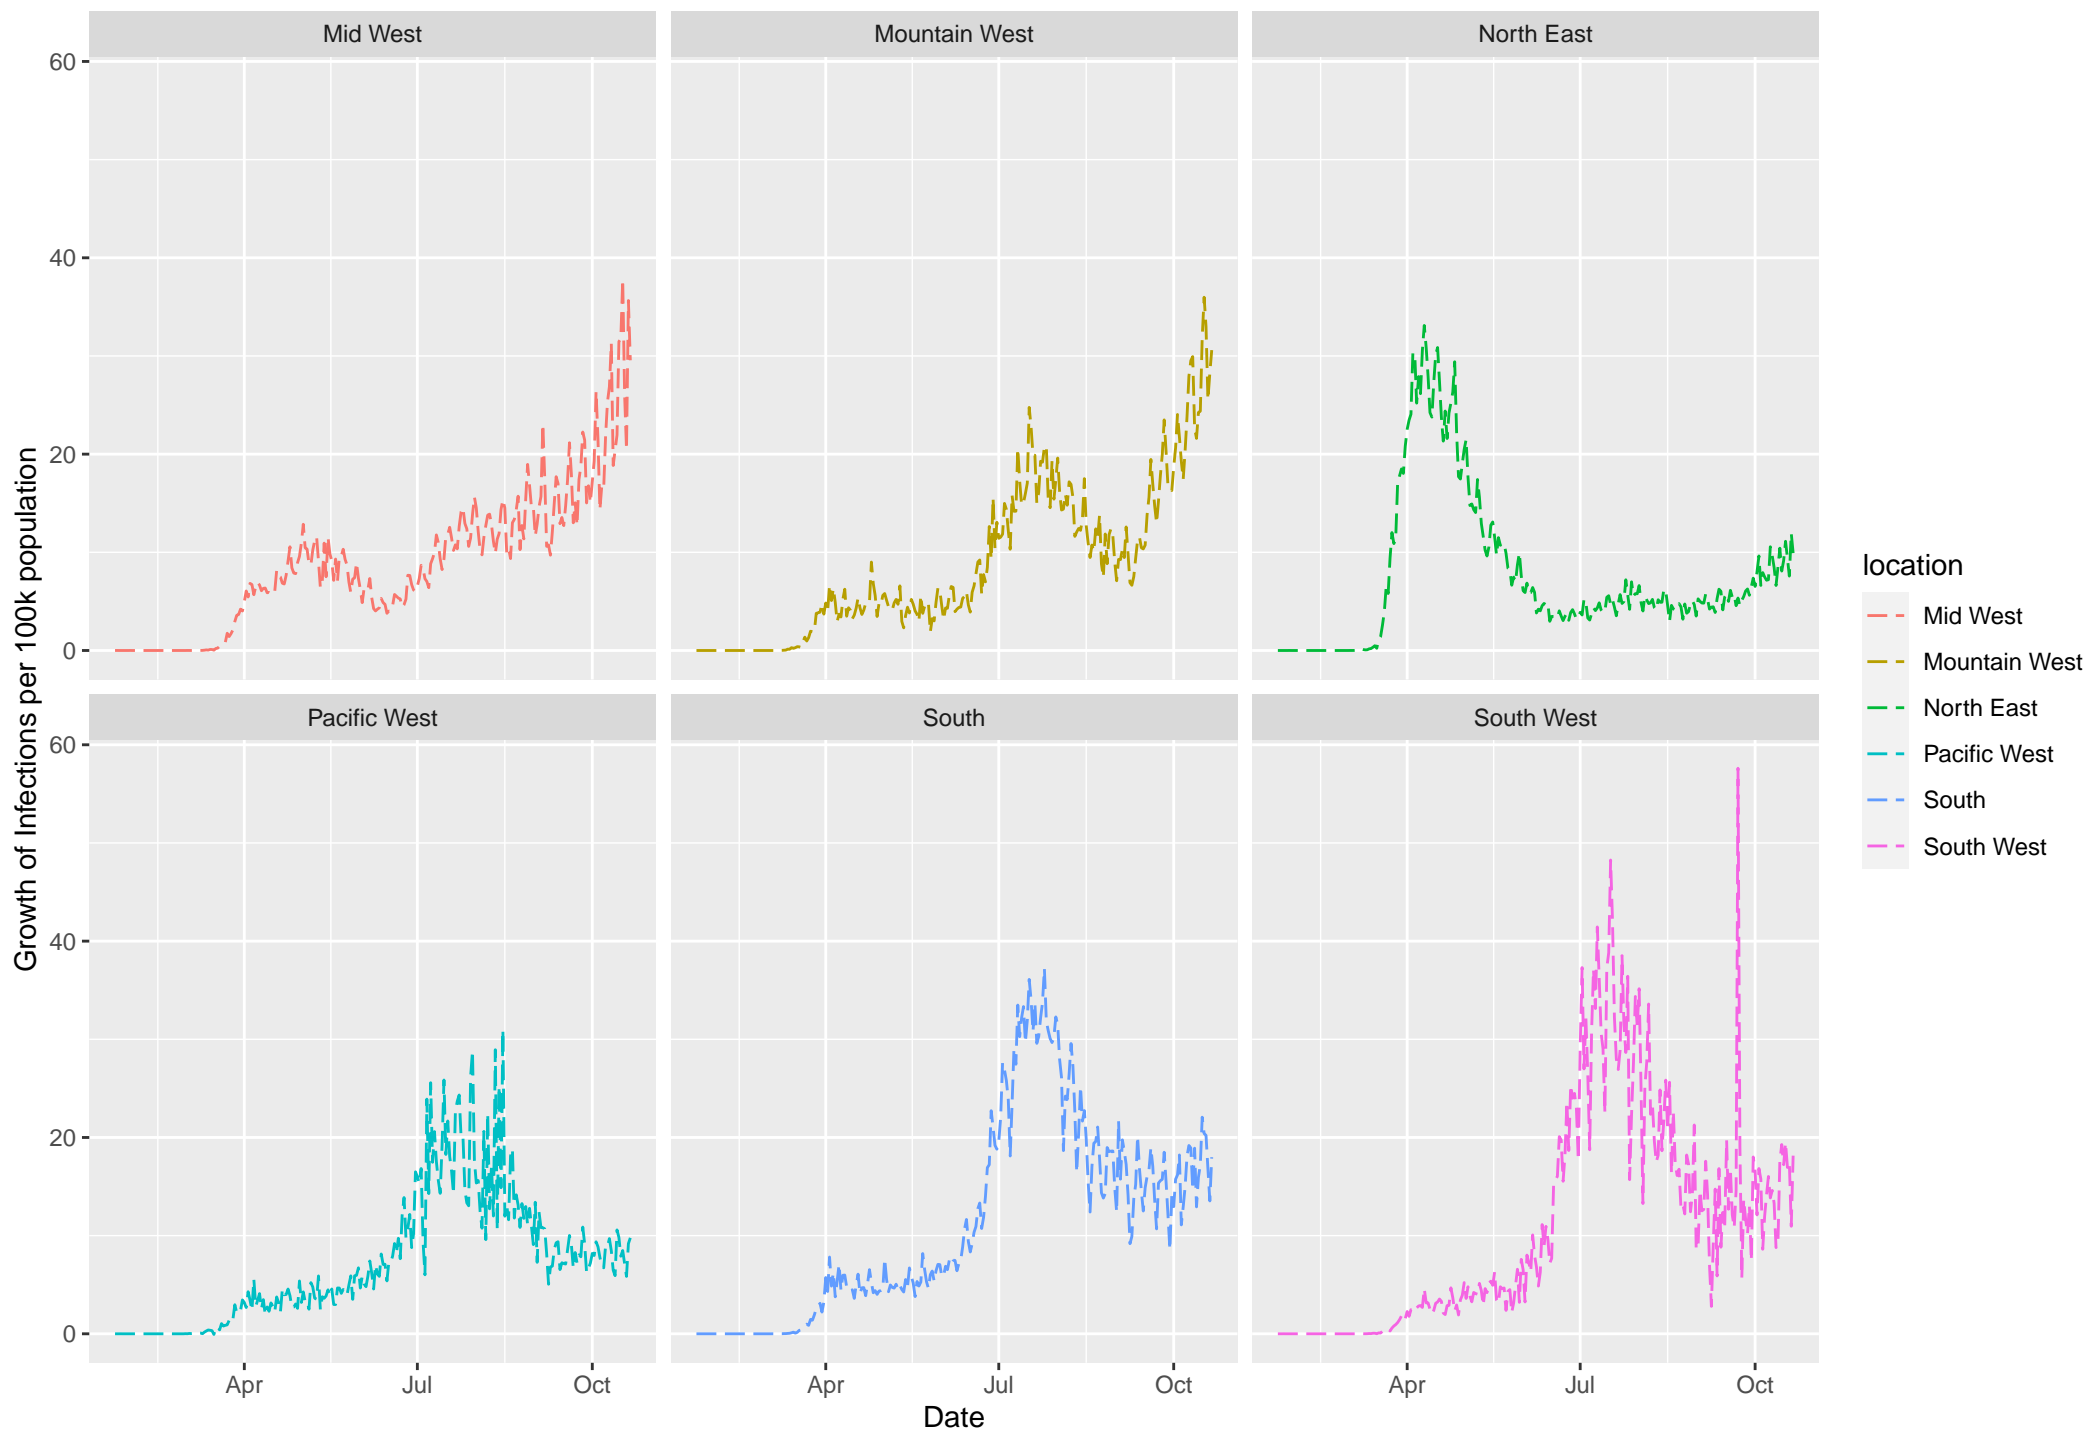 Mid West
Mountain West
North East
60
40
20
0
Growth of Infections per 100k population
Pacific West
South
South West
60
40
20
0
Apr
Jul
Oct
Apr
Jul
Oct
Apr
Jul
Oct
Date
location
Mid West
Mountain West
North East
Pacific West
South
South West